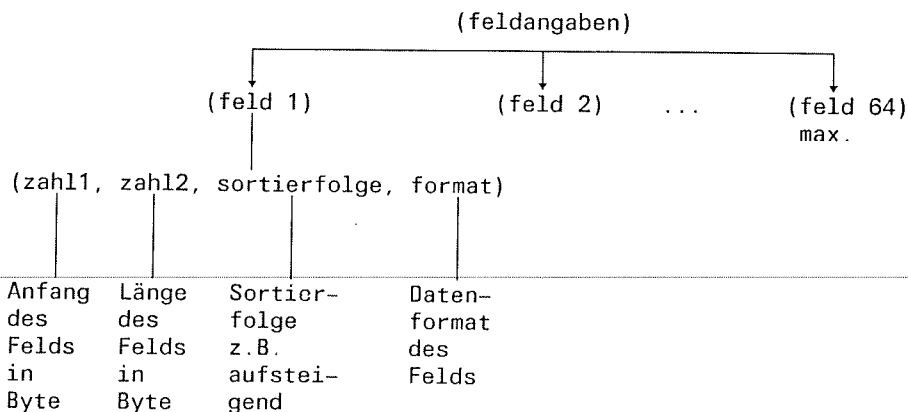 (feldangaben)
(feld 1) (feld 2) ... (feld 64)
max.
(zahl1, zahl2, sortierfolge, format)
Anfang Länge Sortier- Daten-
des des folge format
Felds Felds z.B. des
in in aufstei- Felds
Byte Byte gend